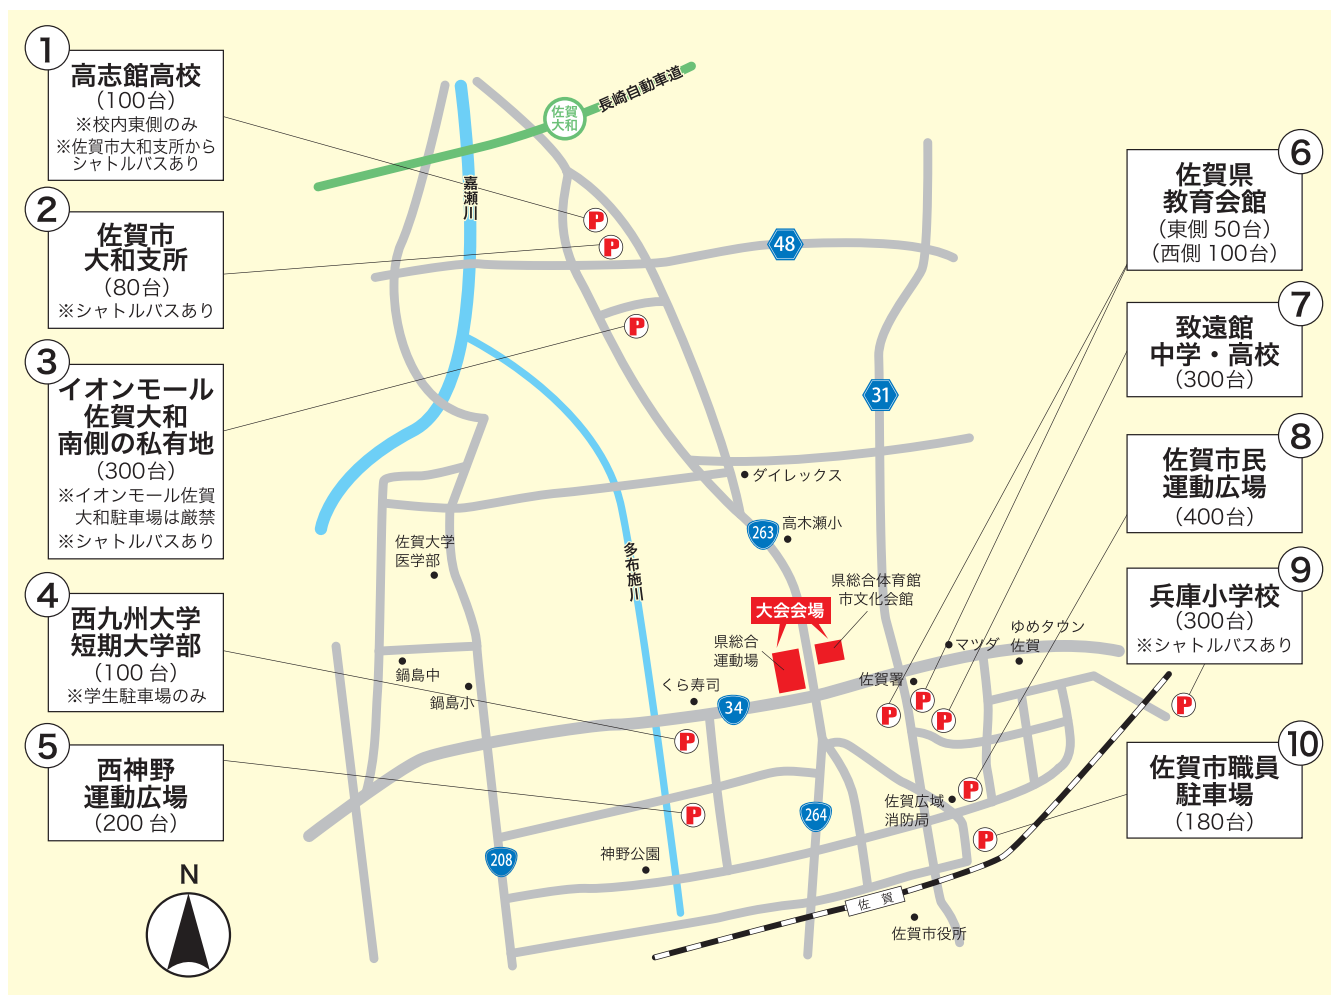 1
高志館高校
（100台）
※校内東側のみ
※佐賀市大和支所から
シャトルバスあり
2
佐賀市
大和支所
（80台）
※シャトルバスあり
3
イオンモール
佐賀大和
南側の私有地
（300台）
※イオンモール佐賀
大和駐車場は厳禁
※シャトルバスあり
4
西九州大学
短期大学部
（100台）
※学生駐車場のみ
5
西神野
運動広場
（200台）
N
佐賀
大和
長崎自動車道
嘉瀬川
P
P
P
48
31
ダイレックス
263
高木瀬小
佐賀大学
医学部
多布施川
県総合体育館
市文化会館
大会会場
県総合
運動場
マツダ
ゆめタウン
佐賀
鍋島中
鍋島小
くら寿司
佐賀署
34
P
P
P
P
P
P
P
P
佐賀広域
消防局
264
208
神野公園
佐賀
佐賀市役所
6
佐賀県
教育会館
（東側 50台）
（西側 100台）
7
致遠館
中学・高校
（300台）
8
佐賀市民
運動広場
（400台）
9
兵庫小学校
（300台）
※シャトルバスあり
10
佐賀市職員
駐車場
（180台）